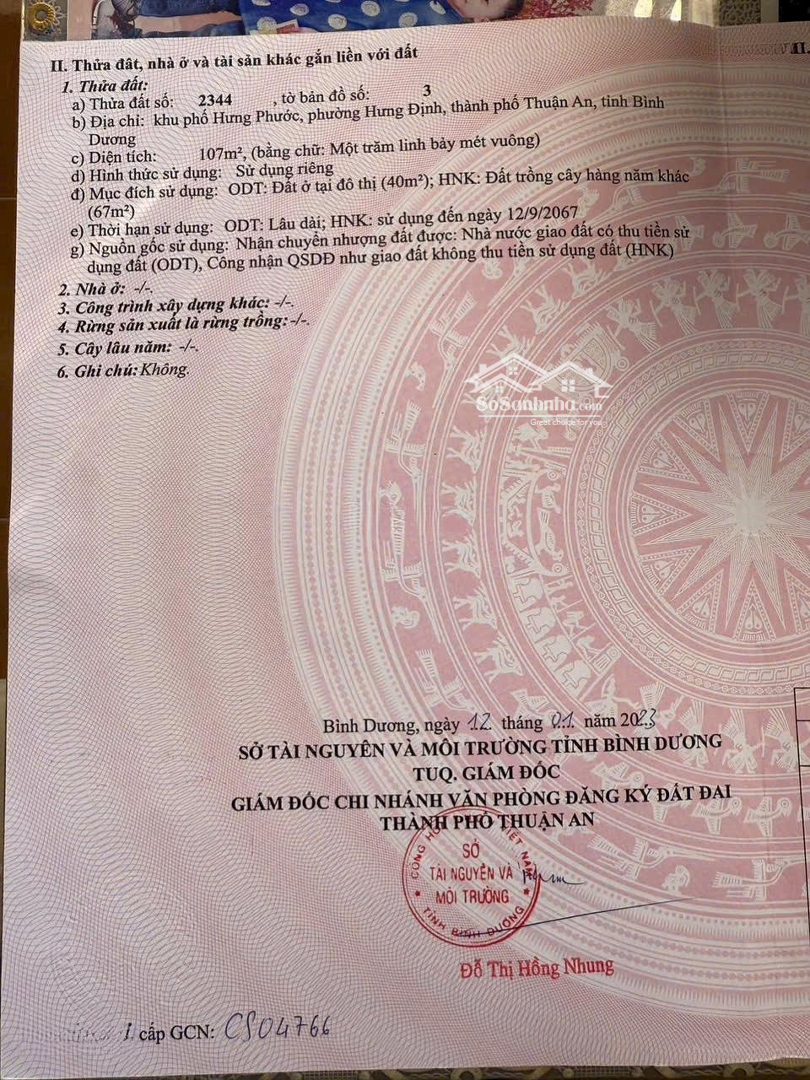 II. Thửa đât, nhà ở và tài sản khác gắn liền với đất
1. Thửa đất:
a) Thửa đất số: 2344 , tờ bản đồ số: 3
b) Địa chỉ: khu phố Hưng Phước, phường Hưng Định, thành phố Thuận An, tỉnh Bình
Dương
c) Diện tích: 107m², (bằng chữ: Một trăm linh bảy mét vuông)
d) Hình thức sử dụng: Sử dụng riêng
đ) Mục đích sử dụng: ODT: Đất ở tại đô thị (40m²); HNK: Đất trồng cây hàng năm khác
(67m²)
e) Thời hạn sử dụng: ODT: Lâu dài; HNK: sử dụng đến ngày 12/9/2067
g) Nguồn gốc sử dụng: Nhận chuyển nhượng đất được: Nhà nước giao đất có thu tiền sử
dụng đất (ODT), Công nhận QSDĐ như giao đất không thu tiền sử dụng đất (HNK)
2. Nhà ở: -/-.
3. Công trình xây dựng khác: -/-.
4. Rừng sản xuất là rừng trồng: -/-.
5. Cây lâu năm: -/-.
6. Ghi chú: Không.
SoSanhnha.com
Great choice for you
Bình Dương, ngày 12 tháng 01 năm 2023
SỞ TÀI NGUYÊN VÀ MÔI TRƯỜNG TỈNH BÌNH DƯƠNG
TUQ. GIÁM ĐỐC
GIÁM ĐỐC CHI NHÁNH VĂN PHÒNG ĐĂNG KÝ ĐẤT ĐAI
THÀNH PHỐ THUẬN AN
SỞ
TÀI NGUYÊN VÀ
MÔI TRƯỜNG
TỈNH BÌNH DƯƠNG
Đỗ Thị Hồng Nhung
cấp GCN: CS04766